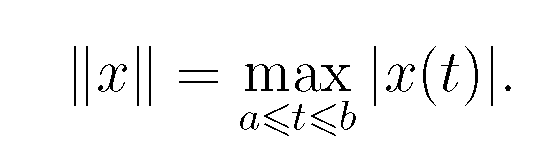 ‖x‖ = max_{a⩽t⩽b} |x(t)|.